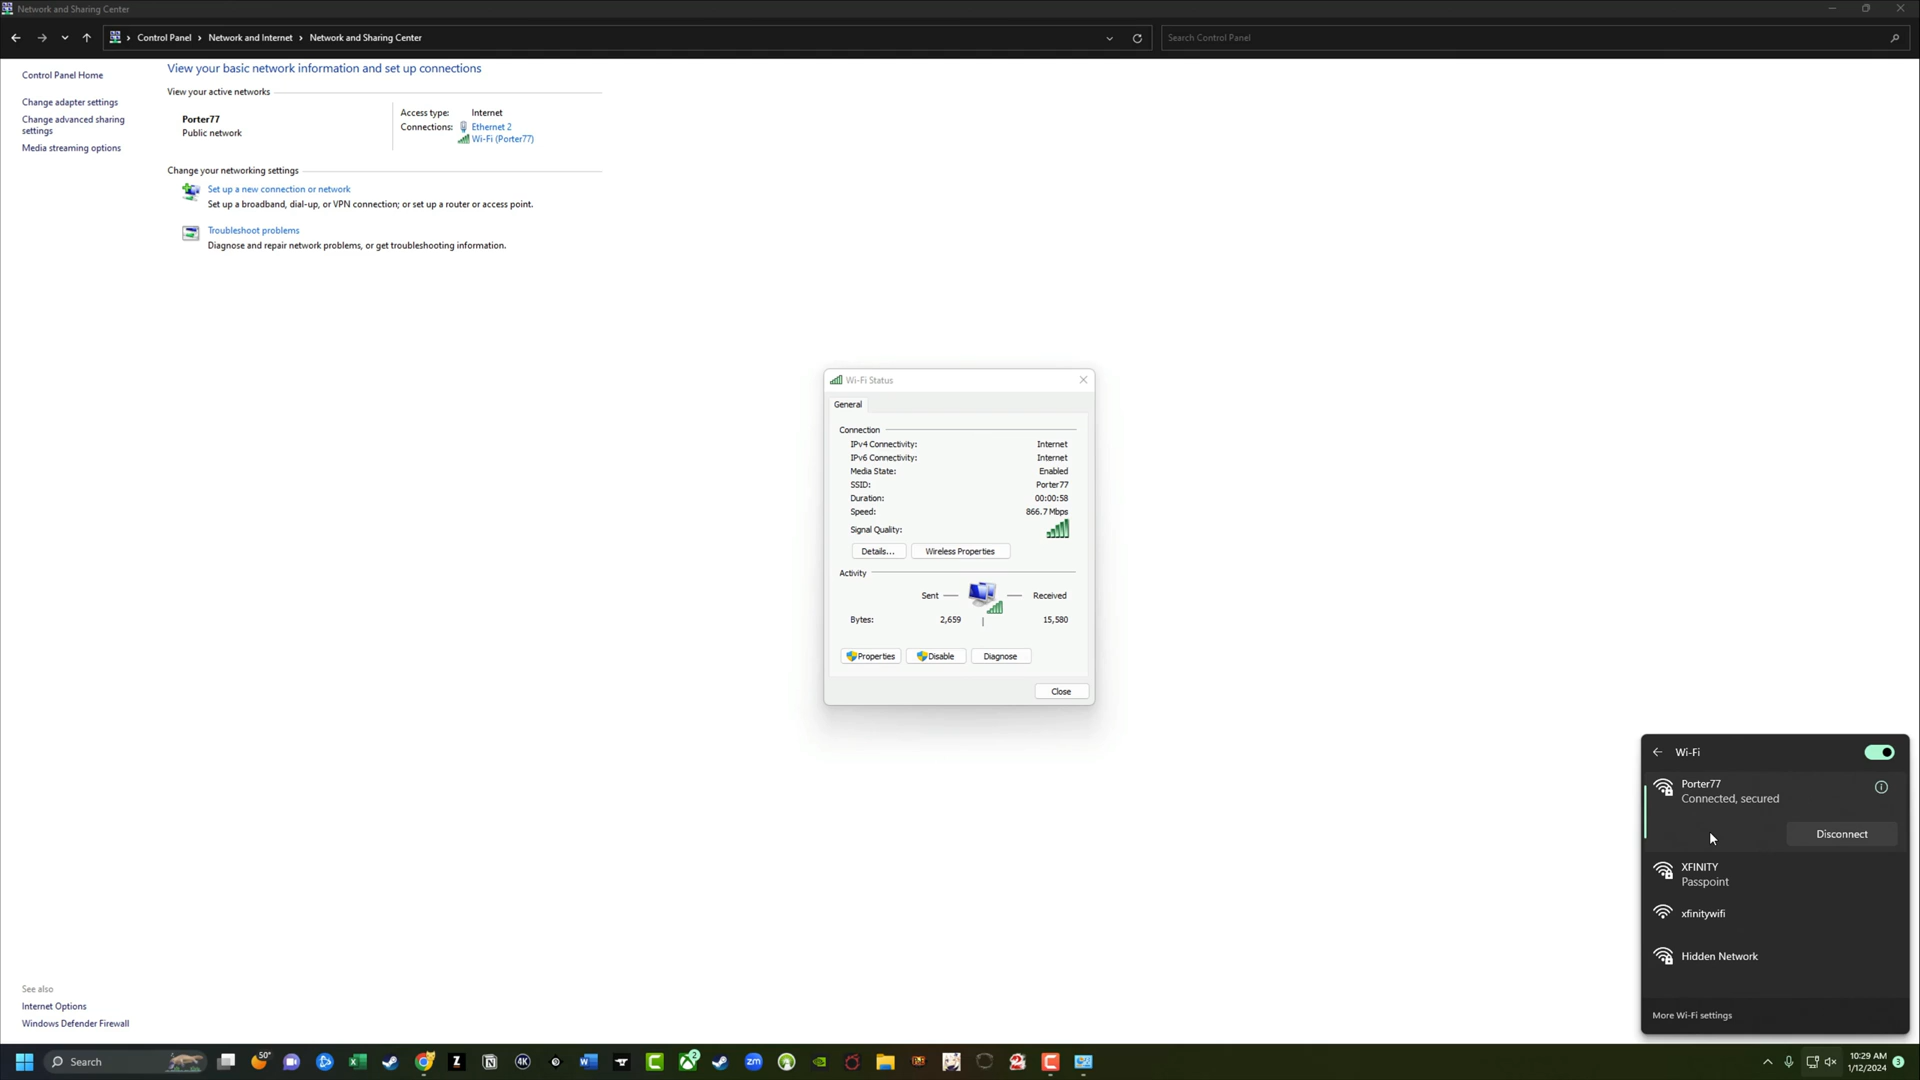 Network and Sharing Center
Control Panel > Network and Internet > Network and Sharing Center
Search Control Panel
Control Panel Home
Change adapter settings
Change advanced sharing
settings
Media streaming options
View your basic network information and set up connections
View your active networks
Porter77
Public network
Access type: Internet
Connections: Ethernet 2
Wi-Fi (Porter77)
Change your networking settings
Set up a new connection or network
Set up a broadband, dial-up, or VPN connection; or set up a router or access point.
Troubleshoot problems
Diagnose and repair network problems, or get troubleshooting information.
Wi-Fi Status
General
Connection
IPv4 Connectivity: Internet
IPv6 Connectivity: Internet
Media State: Enabled
SSID: Porter77
Duration: 00:00:58
Speed: 866.7 Mbps
Signal Quality:
Details... Wireless Properties
Activity
Sent Received
Bytes: 2,659 15,580
Properties Disable Diagnose
Close
Wi-Fi
Porter77
Connected, secured
Disconnect
XFINITY
Passpoint
xfinitywifi
Hidden Network
More Wi-Fi settings
See also
Internet Options
Windows Defender Firewall
Search
50°
4K
zm
2
10:29 AM
1/12/2024
3